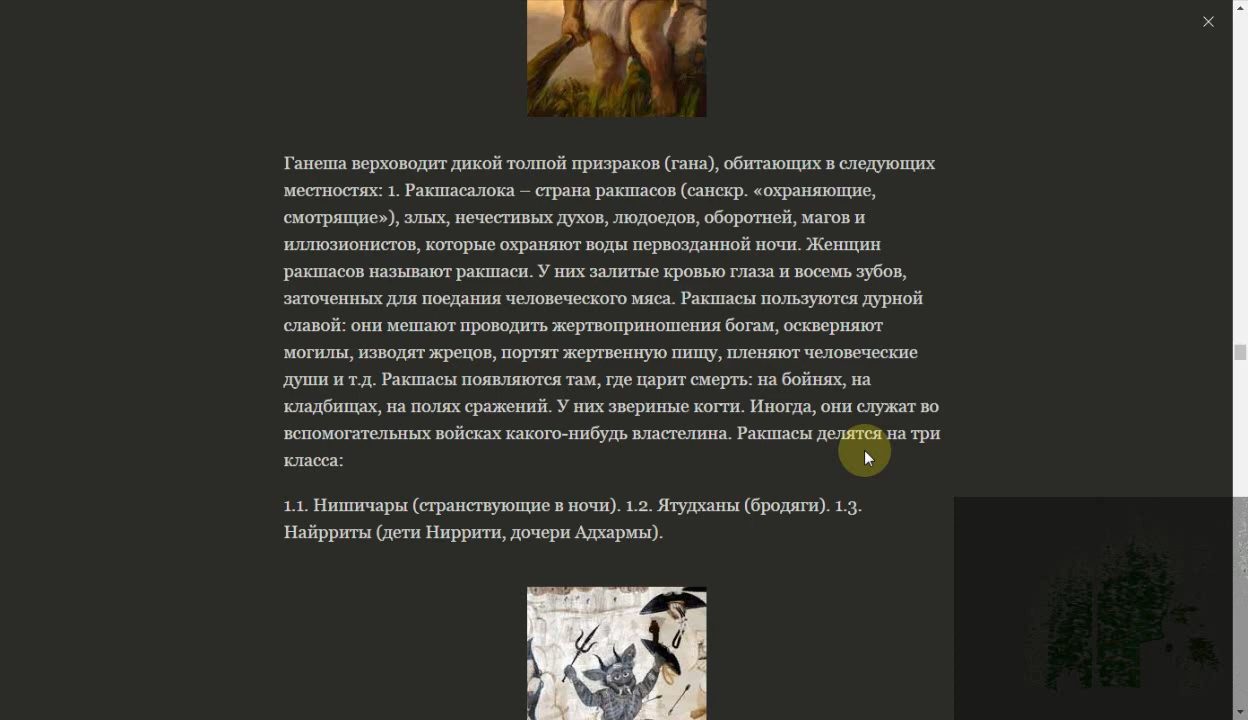 Ганеша верховодит дикой толпой призраков (гана), обитающих в следующих
местностях: 1. Ракшасалока – страна ракшасов (санскр. «охраняющие,
смотрящие»), злых, нечестивых духов, людоедов, оборотней, магов и
иллюзионистов, которые охраняют воды первозданной ночи. Женщин
ракшасов называют ракшаси. У них залитые кровью глаза и восемь зубов,
заточенных для поедания человеческого мяса. Ракшасы пользуются дурной
славой: они мешают проводить жертвоприношения богам, оскверняют
могилы, изводят жрецов, портят жертвенную пищу, пленяют человеческие
души и т.д. Ракшасы появляются там, где царит смерть: на бойнях, на
кладбищах, на полях сражений. У них звериные когти. Иногда, они служат во
вспомогательных войсках какого-нибудь властелина. Ракшасы делятся на три
класса:
1.1. Нишичары (странствующие в ночи). 1.2. Ятудханы (бродяги). 1.3.
Найрриты (дети Ниррити, дочери Адхармы).